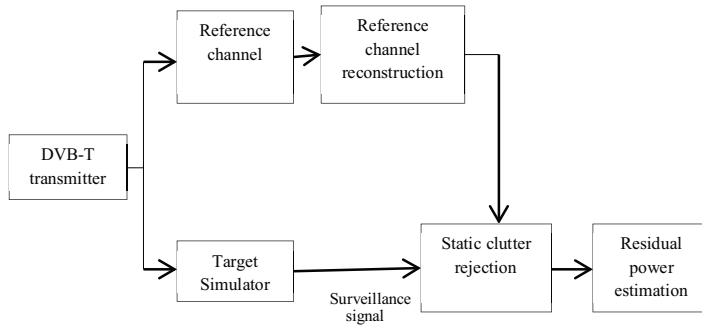 Reference
channel
Reference
channel
reconstruction
DVB-T
transmitter
Target
Simulator
Surveillance
signal
Static clutter
rejection
Residual
power
estimation